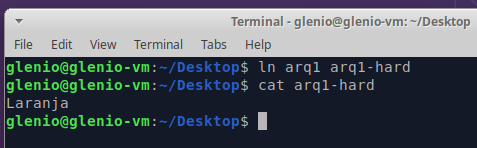 Terminal - glenio@glenio-vm: ~/Desktop
File Edit View Terminal Tabs Help
glenio@glenio-vm:~/Desktop$ ln arq1 arq1-hard
glenio@glenio-vm:~/Desktop$ cat arq1-hard
Laranja
glenio@glenio-vm:~/Desktop$